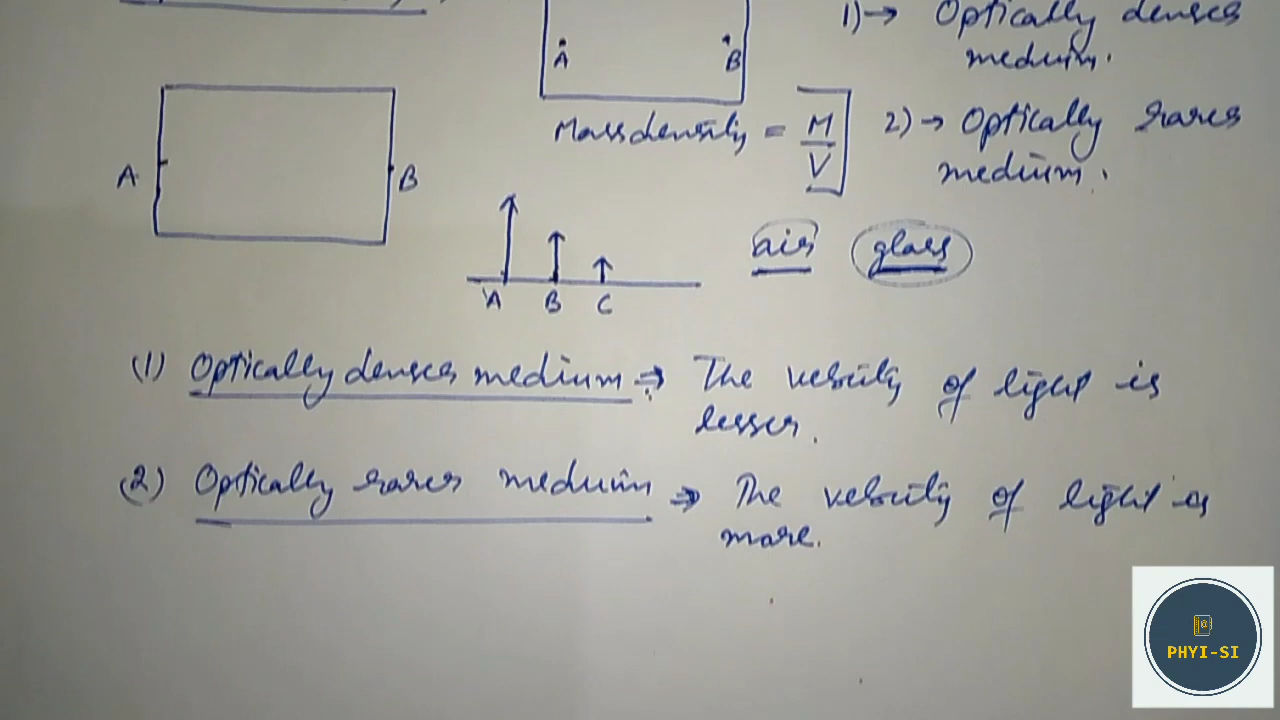 1)→ Optically denser
medium.
A B
Mass density = M/V
2)→ Optically rarer
medium.
A B
air glass
A B C
(1) Optically denser medium ⇒ The velocity of light is
lesser.
(2) Optically rarer medium ⇒ The velocity of light is
more.
PHYI-SI